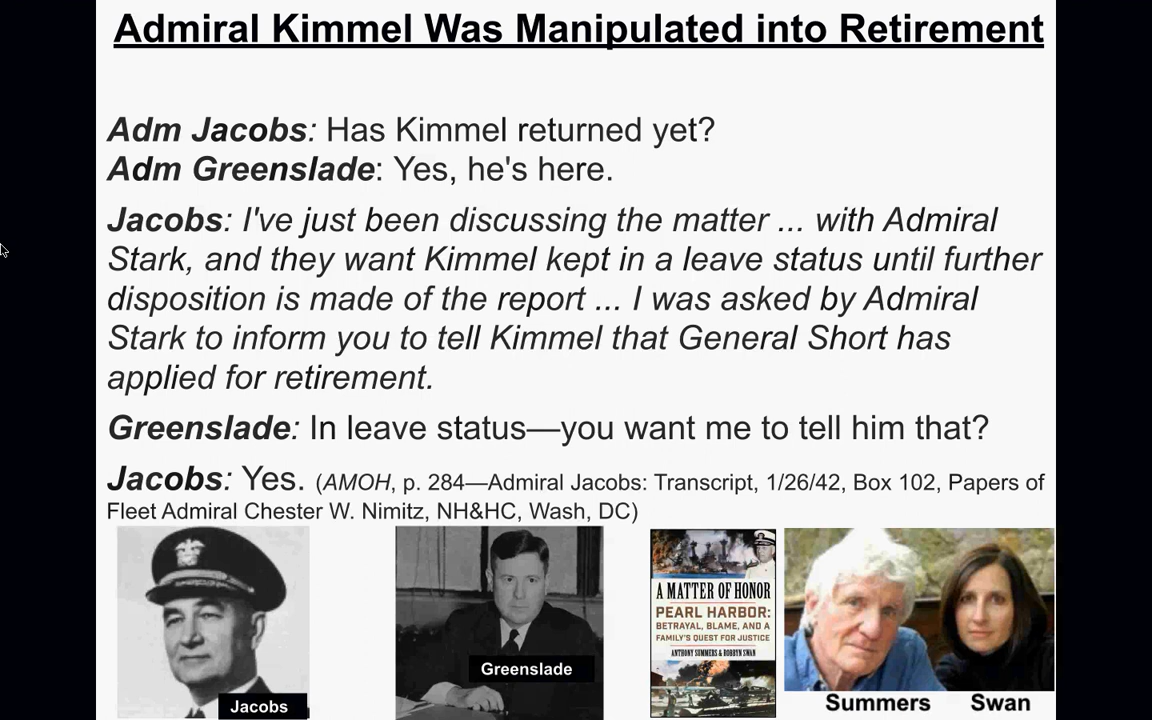 Admiral Kimmel Was Manipulated into Retirement
Adm Jacobs: Has Kimmel returned yet?
Adm Greenslade: Yes, he's here.
Jacobs: I've just been discussing the matter ... with Admiral
Stark, and they want Kimmel kept in a leave status until further
disposition is made of the report ... I was asked by Admiral
Stark to inform you to tell Kimmel that General Short has
applied for retirement.
Greenslade: In leave status—you want me to tell him that?
Jacobs: Yes. (AMOH, p. 284—Admiral Jacobs: Transcript, 1/26/42, Box 102, Papers of
Fleet Admiral Chester W. Nimitz, NH&HC, Wash, DC)
Jacobs
Greenslade
A MATTER OF HONOR
PEARL HARBOR:
BETRAYAL, BLAME, AND A
FAMILY'S QUEST FOR JUSTICE
ANTHONY SUMMERS & ROBBYN SWAN
Summers Swan